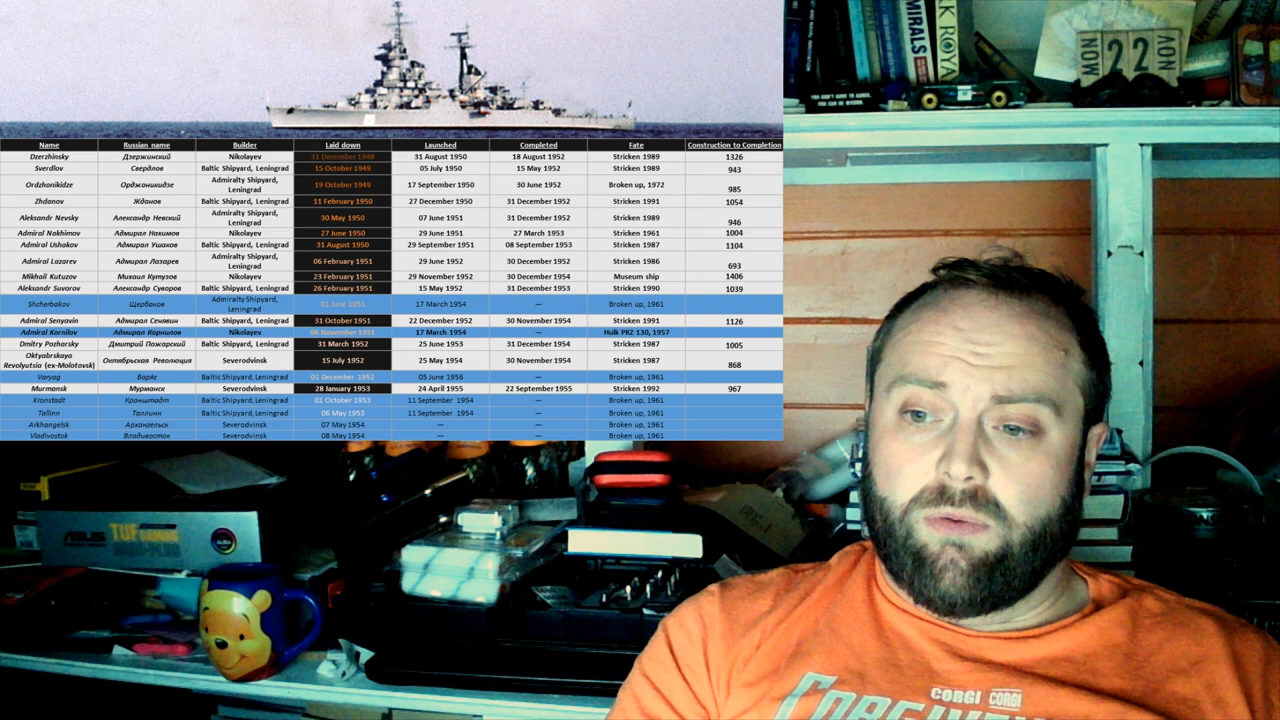 Name Russian name Builder Laid down Launched Completed Fate Construction to Completion
Dzerzhinsky Дзержинский Nikolayev 31 December 1948 31 August 1950 18 August 1952 Stricken 1989 1326
Sverdlov Свердлов Baltic Shipyard, Leningrad 15 October 1949 05 July 1950 15 May 1952 Stricken 1989 943
Ordzhonikidze Орджоникидзе Admiralty Shipyard, Leningrad 19 October 1949 17 September 1950 30 June 1952 Broken up, 1972 985
Zhdanov Жданов Baltic Shipyard, Leningrad 11 February 1950 27 December 1950 31 December 1952 Stricken 1991 1054
Aleksandr Nevsky Александр Невский Admiralty Shipyard, Leningrad 30 May 1950 07 June 1951 31 December 1952 Stricken 1989 946
Admiral Nakhimov Адмирал Нахимов Nikolayev 27 June 1950 29 June 1951 27 March 1953 Stricken 1961 1004
Admiral Ushakov Адмирал Ушаков Baltic Shipyard, Leningrad 31 August 1950 29 September 1951 08 September 1953 Stricken 1987 1104
Admiral Lazarev Адмирал Лазарев Admiralty Shipyard, Leningrad 06 February 1951 29 June 1952 30 December 1952 Stricken 1986 693
Mikhail Kutuzov Михаил Кутузов Nikolayev 23 February 1951 29 November 1952 30 December 1954 Museum ship 1406
Aleksandr Suvorov Александр Суворов Baltic Shipyard, Leningrad 26 February 1951 15 May 1952 31 December 1953 Stricken 1990 1039
Shcherbakov Щербаков Admiralty Shipyard, Leningrad 01 June 1951 17 March 1954 — Broken up, 1961
Admiral Senyavin Адмирал Сенявин Baltic Shipyard, Leningrad 31 October 1951 22 December 1952 30 November 1954 Stricken 1991 1126
Admiral Kornilov Адмирал Корнилов Nikolayev 06 November 1951 17 March 1954 — Hulk PKZ 130, 1957
Dmitry Pozharsky Дмитрий Пожарский Baltic Shipyard, Leningrad 31 March 1952 25 June 1953 31 December 1954 Stricken 1987 1005
Oktyabrskaya Revolyutsia (ex-Molotovsk) Октябрьская Революция Severodvinsk 15 July 1952 25 May 1954 30 November 1954 Stricken 1987 868
Varyag Варяг Baltic Shipyard, Leningrad 01 December 1952 05 June 1956 — Broken up, 1961
Murmansk Мурманск Severodvinsk 28 January 1953 24 April 1955 22 September 1955 Stricken 1992 967
Kronstadt Кронштадт Baltic Shipyard, Leningrad 01 October 1953 11 September 1954 — Broken up, 1961
Tallinn Таллинн Baltic Shipyard, Leningrad 06 May 1953 11 September 1954 — Broken up, 1961
Arkhangelsk Архангельск Severodvinsk 07 May 1954 — — Broken up, 1961
Vladivostok Владивосток Severodvinsk 08 May 1954 — — Broken up, 1961
MIRALS
RK ROYA
NOV 22 NOV
YOU DON'T HAVE TO AGREE,
YOU CAN BE WRONG.
ASUS
TUF GAMING
CORGI CORGI